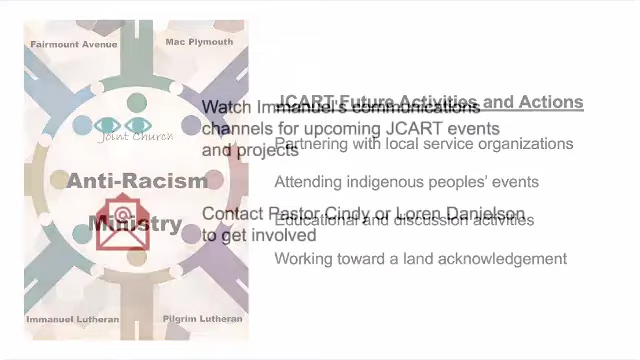 Fairmount Avenue
Mac Plymouth
Joint Church
Anti-Racism
Ministry
Immanuel Lutheran
Pilgrim Lutheran
JCART Future Activities and Actions
Partnering with local service organizations
Attending indigenous peoples' events
Educational and discussion activities
Working toward a land acknowledgement
Watch Immanuel's communications
channels for upcoming JCART events
and projects
Contact Pastor Cindy or Loren Danielson
to get involved